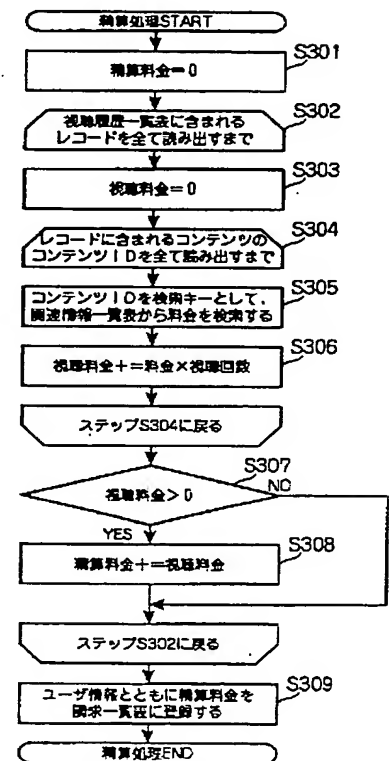 精算処理START
S301
精算料金=0
S302
視聴履歴一覧表に含まれる
レコードを全て読み出すまで
S303
視聴料金=0
S304
レコードに含まれるコンテンツの
コンテンツIDを全て読み出すまで
S305
コンテンツIDを検索キーとして、
関連情報一覧表から料金を検索する
S306
視聴料金+=料金×視聴回数
ステップS304に戻る
S307
視聴料金>0
NO
YES
S308
精算料金+=視聴料金
ステップS302に戻る
S309
ユーザ情報とともに精算料金を
請求一覧表に登録する
精算処理END